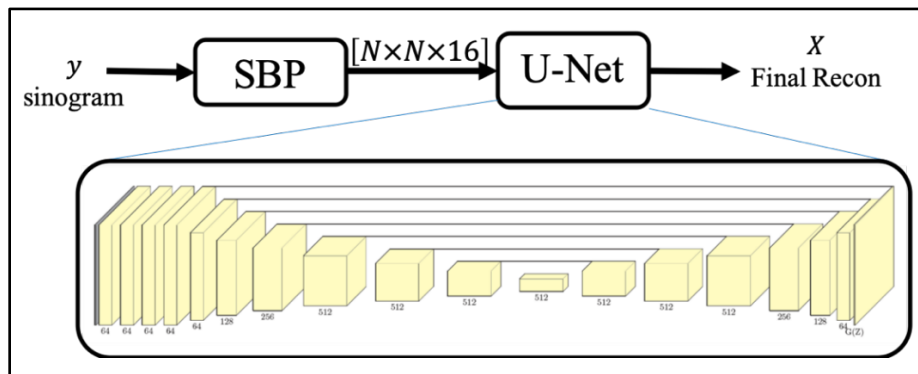 y
sinogram
SBP
[N×N×16]
U-Net
X
Final Recon
64 64 64 64 64 128 256 512 512 512 512 512 512 512 256 128 64 G(Z)